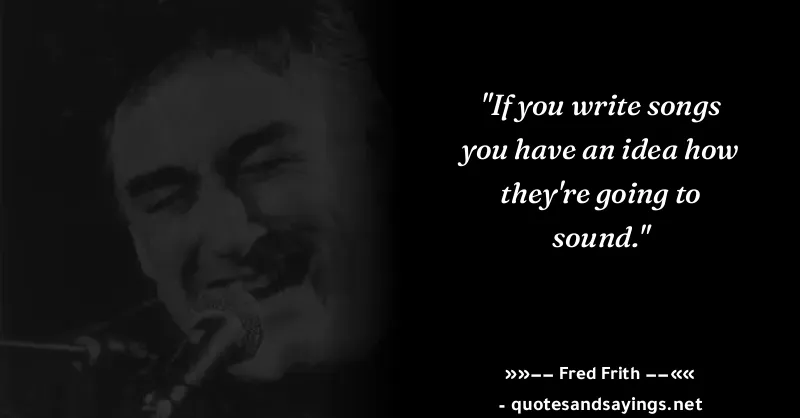 "If you write songs
you have an idea how
they're going to
sound."
»»−− Fred Frith −−««
- quotesandsayings.net